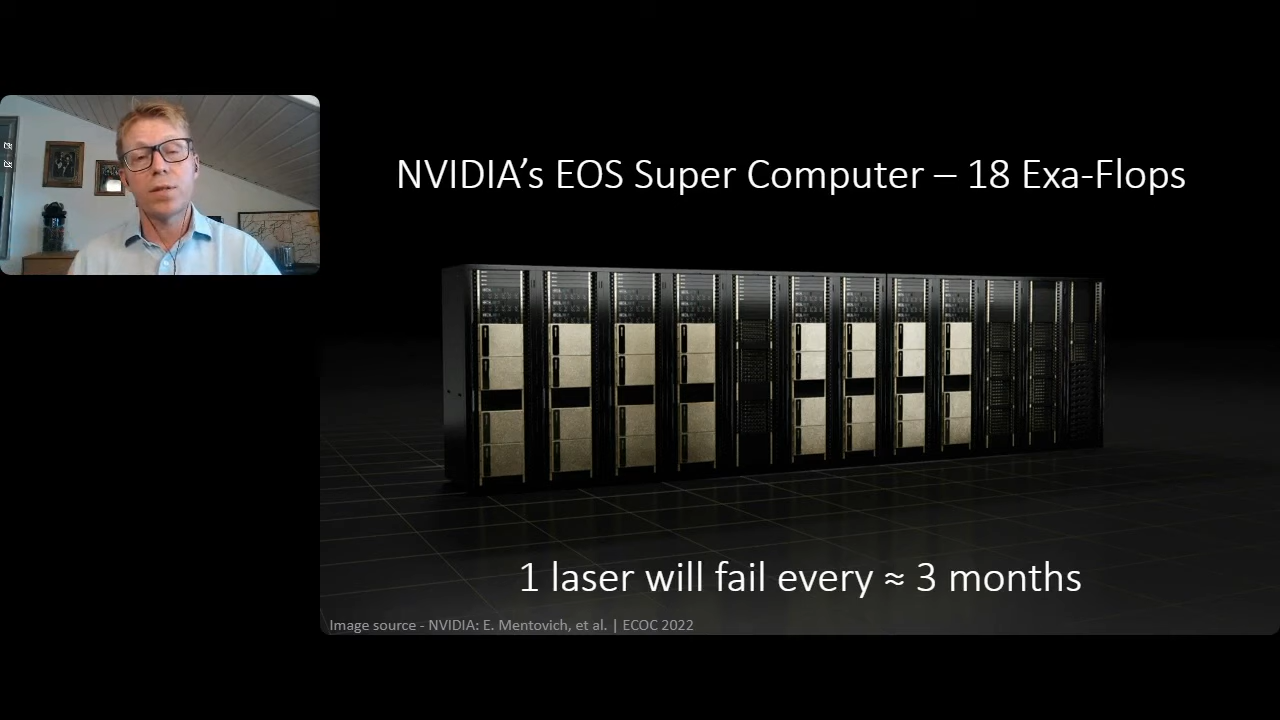 NVIDIA’s EOS Super Computer – 18 Exa-Flops
1 laser will fail every ≈ 3 months
Image source - NVIDIA: E. Mentovich, et al. | ECOC 2022